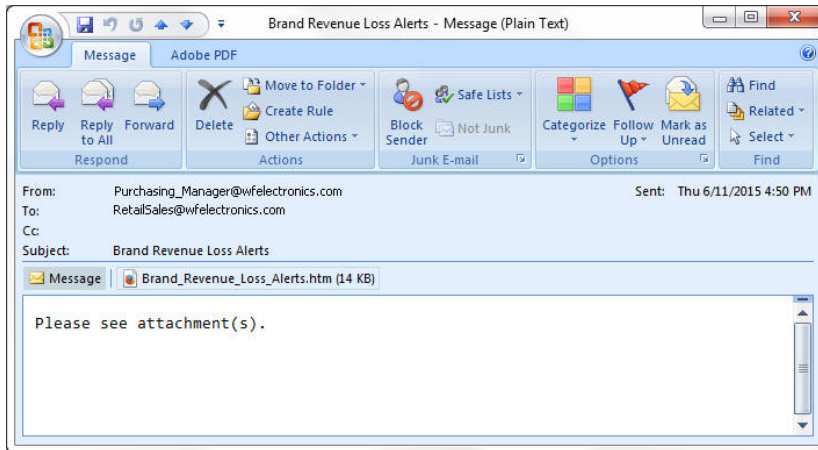 Brand Revenue Loss Alerts - Message (Plain Text)
Message Adobe PDF
Reply
Reply to All
Forward
Respond
Delete
Move to Folder
Create Rule
Other Actions
Actions
Block Sender
Safe Lists
Not Junk
Junk E-mail
Categorize
Follow Up
Mark as Unread
Options
Find
Related
Select
Find
From: Purchasing_Manager@wfelectronics.com Sent: Thu 6/11/2015 4:50 PM
To: RetailSales@wfelectronics.com
Cc:
Subject: Brand Revenue Loss Alerts
Message Brand_Revenue_Loss_Alerts.htm (14 KB)
Please see attachment(s).